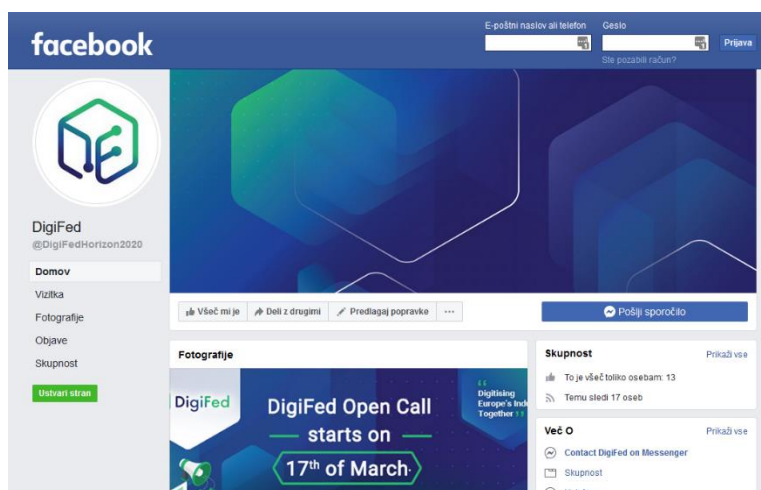 facebook
E-poštni naslov ali telefon
Geslo
Prijava
Ste pozabili račun?
DigiFed
@DigiFedHorizon2020
Domov
Vizitka
Fotografije
Objave
Skupnost
Ustvari stran
Všeč mi je
Deli z drugimi
Predlagaj popravke
Pošlji sporočilo
Fotografije
DigiFed
DigiFed Open Call
starts on
17th of March
Digitising
Europe's
Together
Skupnost
Prikaži vse
To je všeč toliko osebam: 13
Temu sledi 17 oseb
Več O
Prikaži vse
Contact DigiFed on Messenger
Skupnost